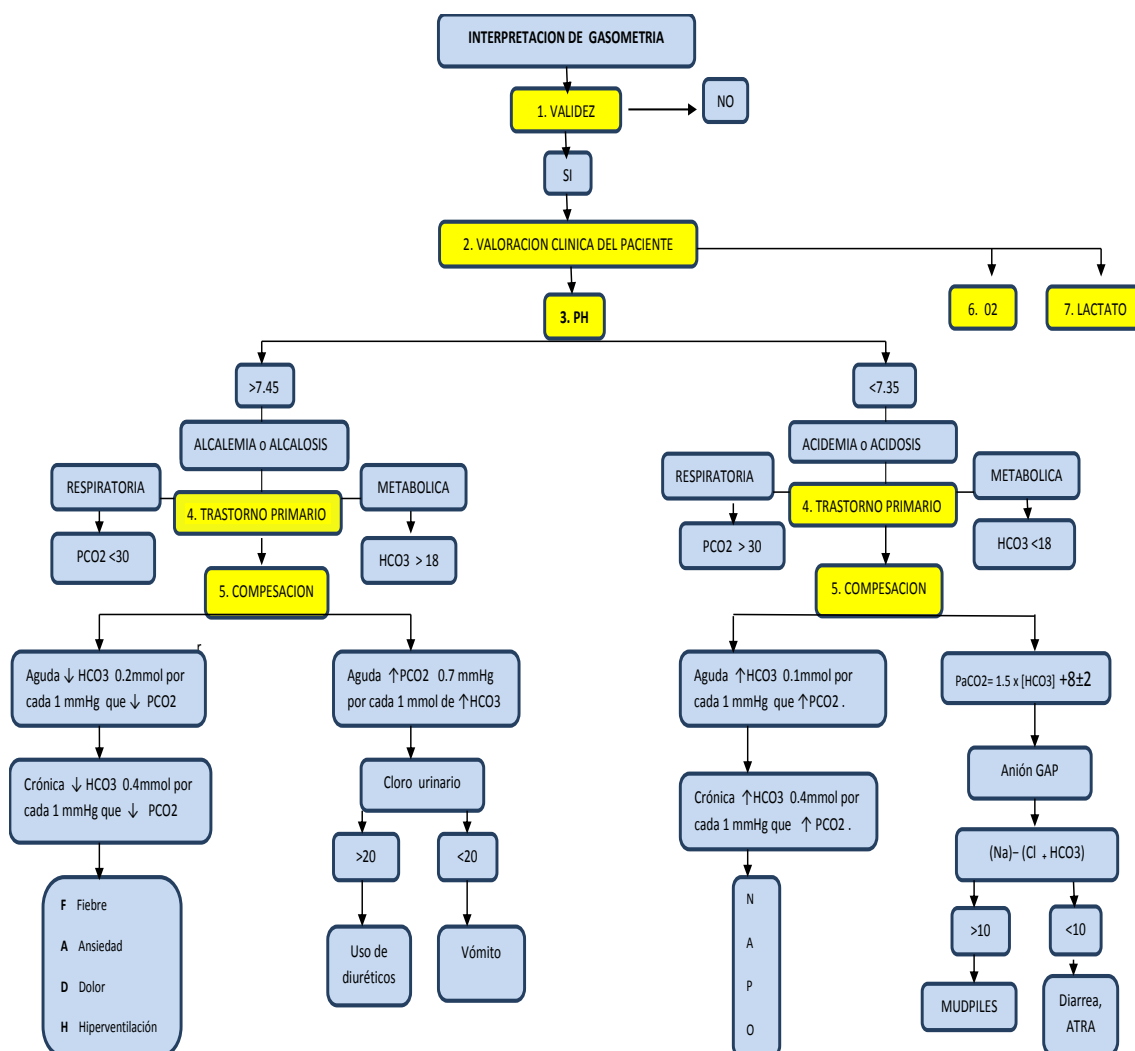 INTERPRETACION DE GASOMETRIA
1. VALIDEZ
NO
SI
2. VALORACION CLINICA DEL PACIENTE
6. 02
7. LACTATO
3. PH
>7.45
<7.35
ALCALEMIA o ALCALOSIS
ACIDEMIA o ACIDOSIS
RESPIRATORIA
METABOLICA
4. TRASTORNO PRIMARIO
PCO2 <30
HCO3 > 18
RESPIRATORIA
METABOLICA
4. TRASTORNO PRIMARIO
PCO2 > 30
HCO3 <18
5. COMPESACION
5. COMPESACION
Aguda ↓ HCO3 0.2mmol por
cada 1 mmHg que ↓ PCO2
Aguda ↑PCO2 0.7 mmHg
por cada 1 mmol de ↑HCO3
Aguda ↑HCO3 0.1mmol por
cada 1 mmHg que ↑PCO2 .
PaCO2= 1.5 x [HCO3] +8±2
Crónica ↓ HCO3 0.4mmol por
cada 1 mmHg que ↓ PCO2
Cloro urinario
Crónica ↑HCO3 0.4mmol por
cada 1 mmHg que ↑ PCO2 .
Anión GAP
>20
<20
(Na)– (Cl + HCO3)
F Fiebre
A Ansiedad
D Dolor
H Hiperventilación
Uso de
diuréticos
Vómito
N
A
P
O
>10
<10
MUDPILES
Diarrea,
ATRA